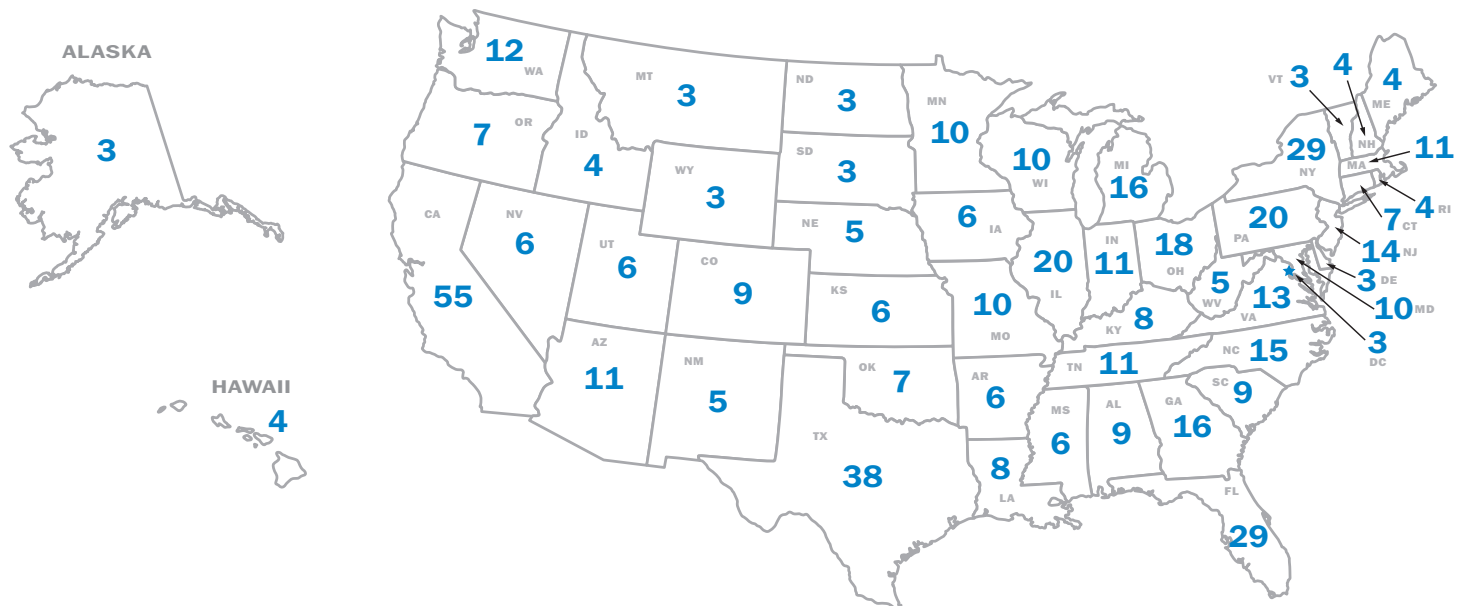 ALASKA
3
HAWAII
4
12
WA
7
OR
CA
55
NV
6
ID
4
MT
3
WY
3
UT
6
CO
9
AZ
11
NM
5
ND
3
SD
3
NE
5
KS
6
OK
7
TX
38
MN
10
6
IA
10
MO
AR
6
8
LA
10
WI
MI
16
20
IL
IN
11
18
OH
KY
8
TN
11
MS
6
AL
9
GA
16
FL
29
SC
9
NC
15
13
VA
5
WV
20
PA
29
NY
VT
3
4
NH
4
ME
MA
11
4
RI
7
CT
14
NJ
3
DE
10
MD
3
DC